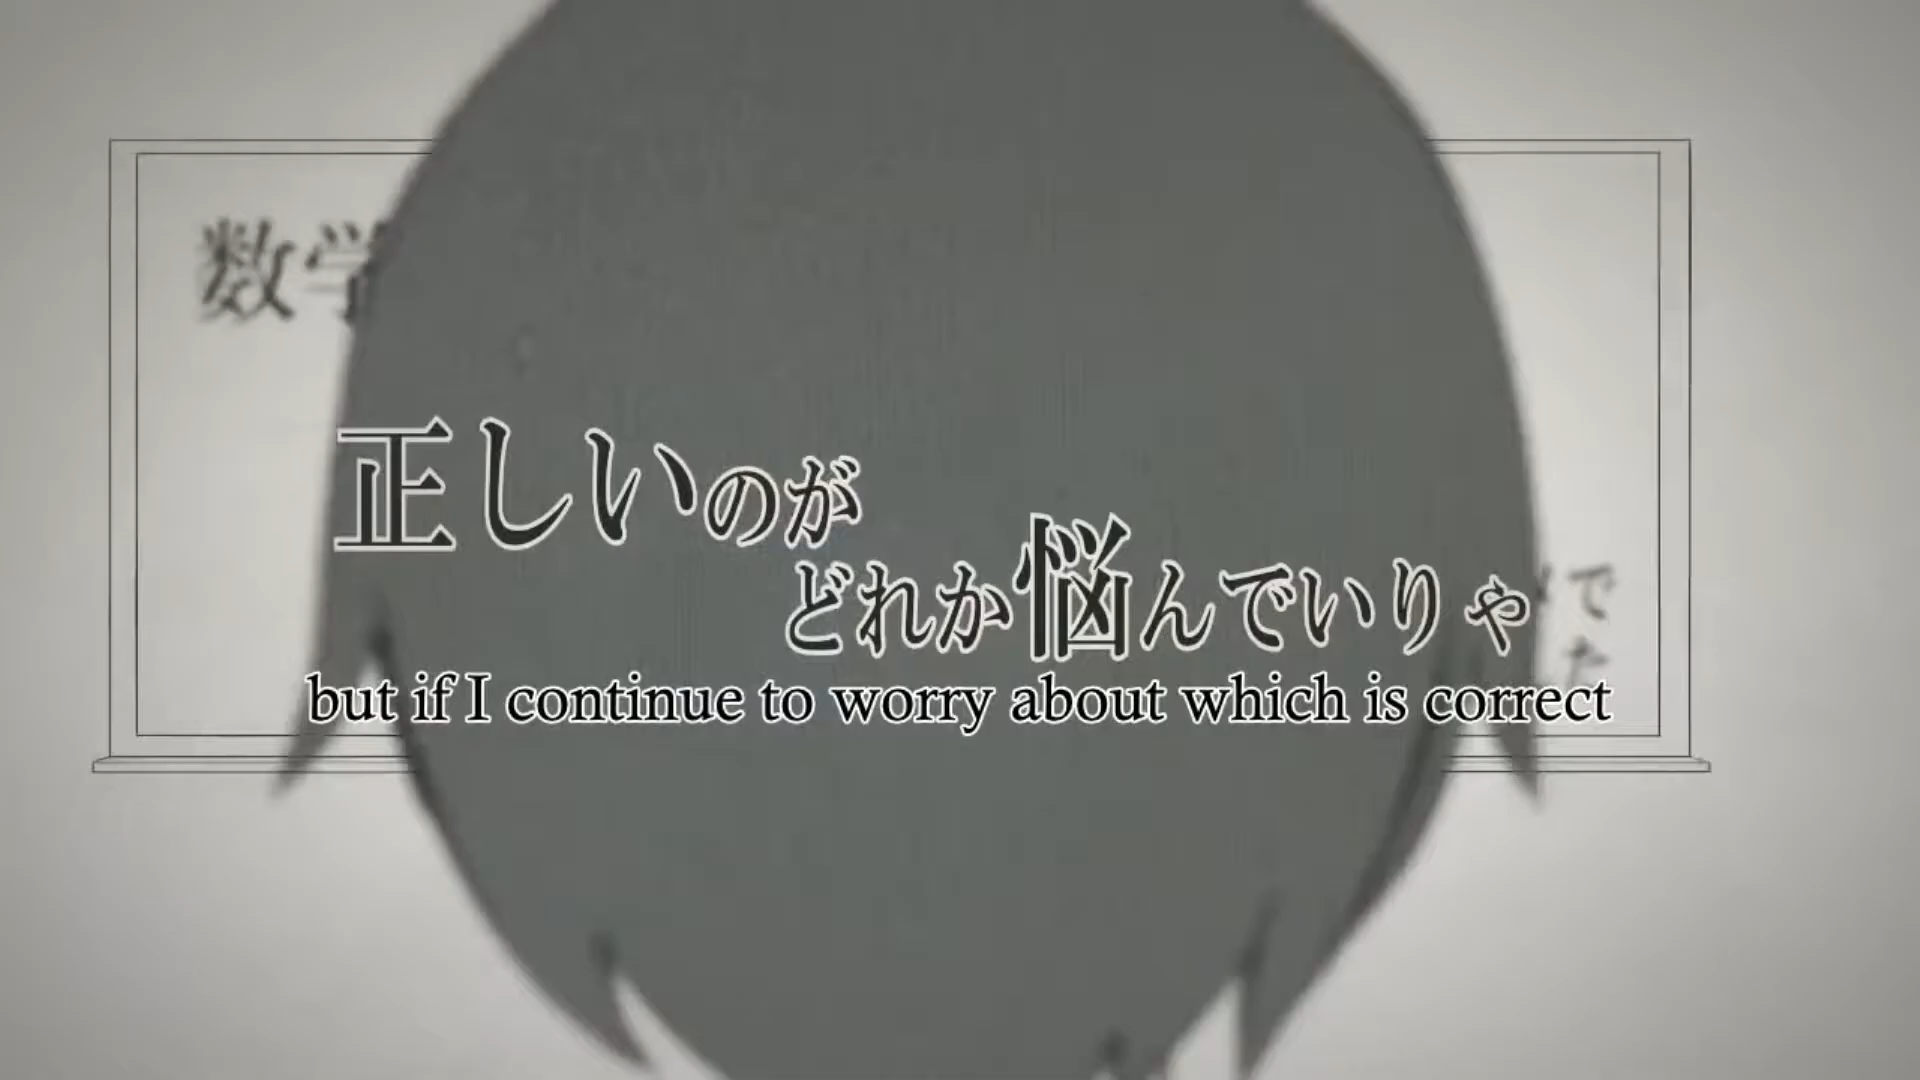 数学
正しいのが
どれか悩んでいりゃ
で
た
but if I continue to worry about which is correct